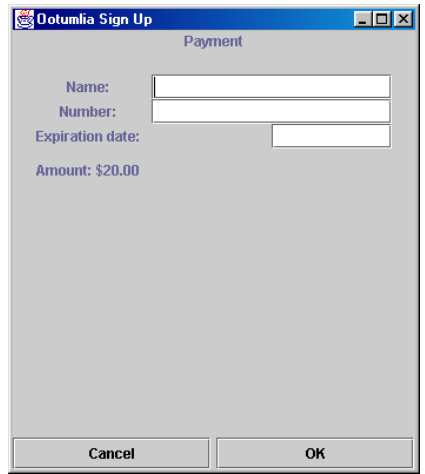 Ootumlia Sign Up
Payment
Name:
Number:
Expiration date:
Amount: $20.00
Cancel OK